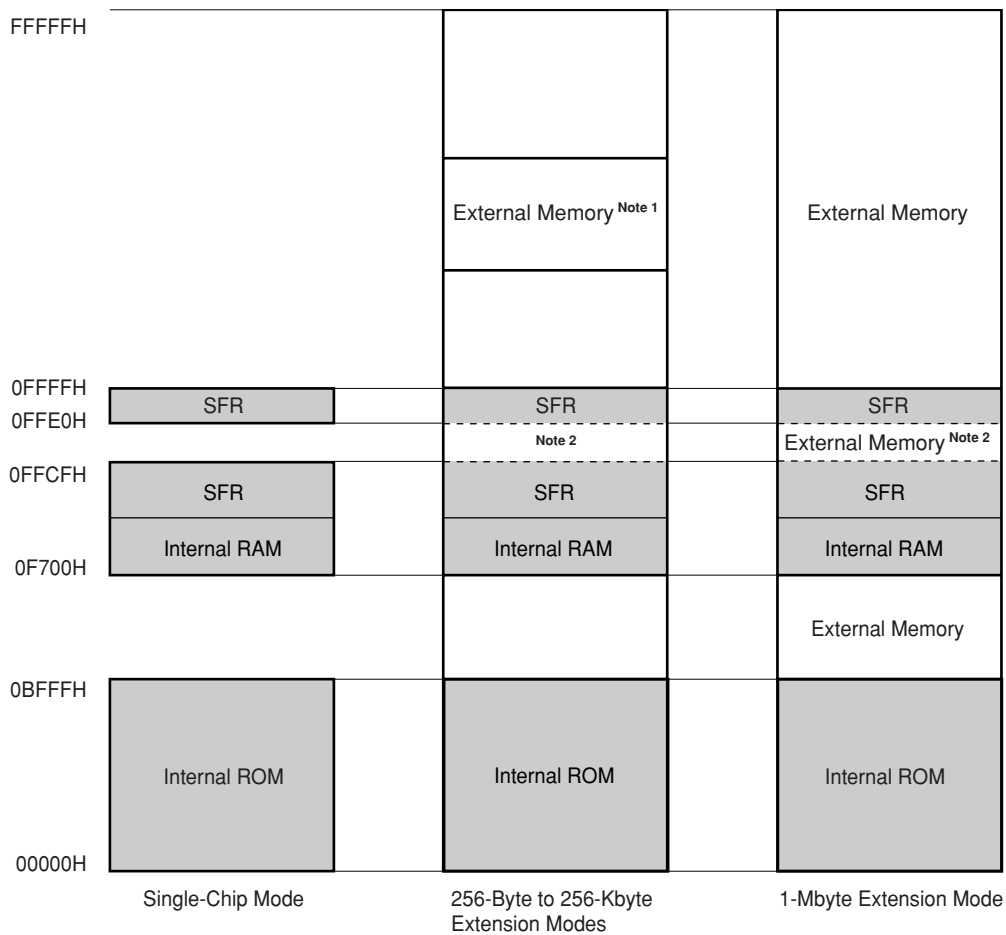 FFFFFH
External Memory Note 1
External Memory
0FFFFH
SFR
SFR
SFR
0FFE0H
Note 2
External Memory Note 2
0FFCFH
SFR
SFR
SFR
Internal RAM
Internal RAM
Internal RAM
0F700H
External Memory
0BFFFH
Internal ROM
Internal ROM
Internal ROM
00000H
Single-Chip Mode
256-Byte to 256-Kbyte
Extension Modes
1-Mbyte Extension Mode